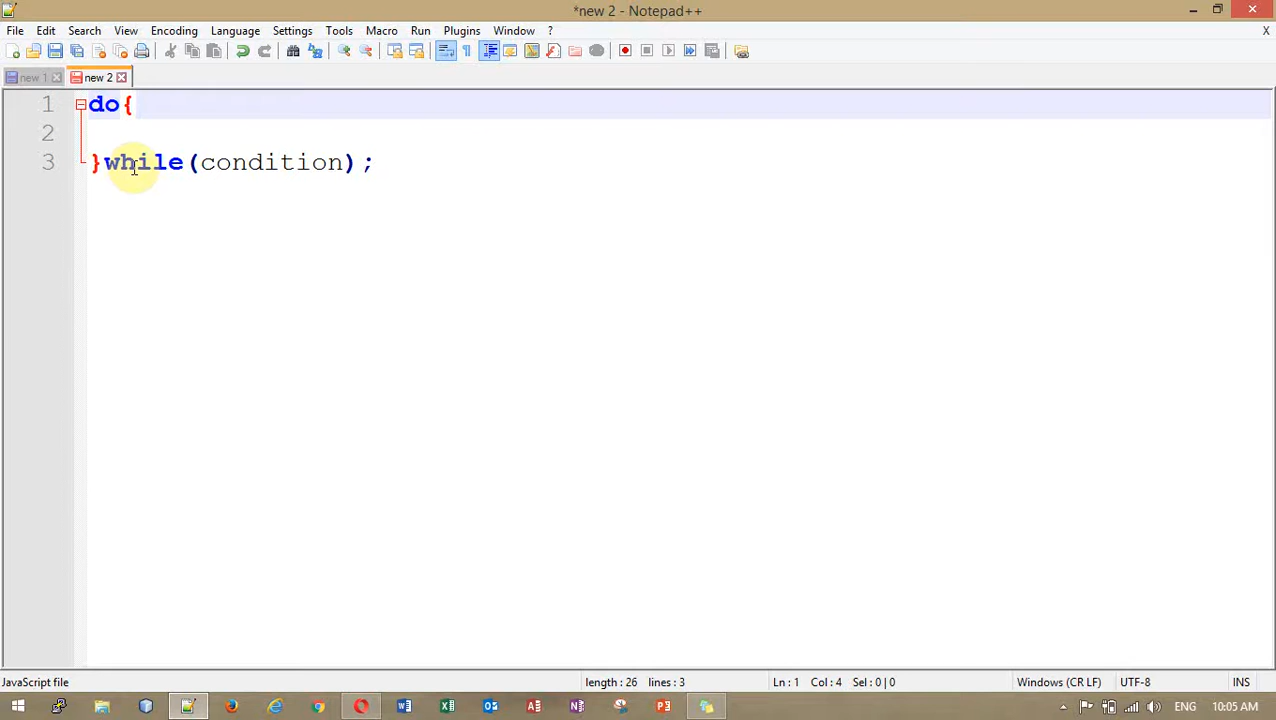 *new 2 - Notepad++
File Edit Search View Encoding Language Settings Tools Macro Run Plugins Window ? X
new 1 new 2
1 do{
2
3 }while(condition);
JavaScript file length : 26 lines : 3 Ln : 1 Col : 4 Sel : 0 | 0 Windows (CR LF) UTF-8 INS
ENG 10:05 AM